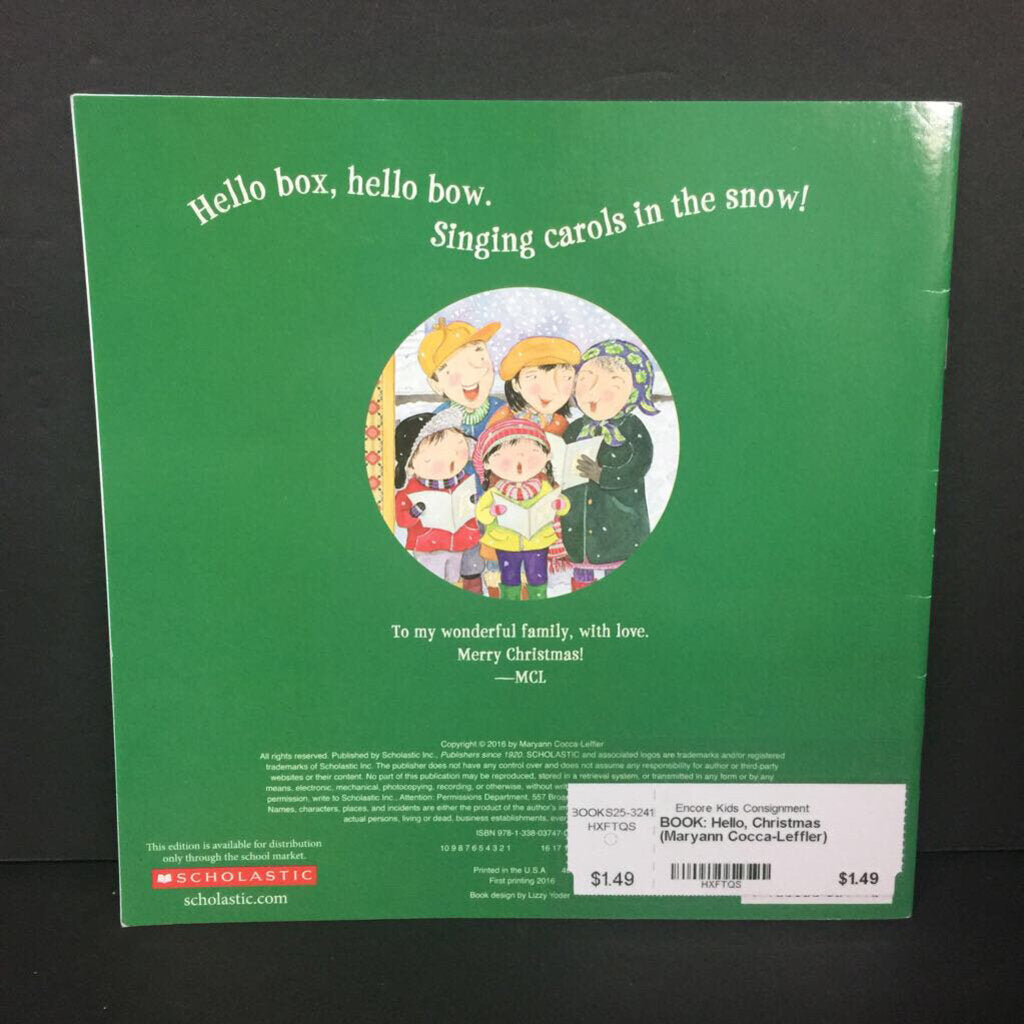 Hello box, hello bow.
Singing carols in the snow!
To my wonderful family, with love.
Merry Christmas!
—MCL
Copyright © 2016 by Maryann Cocca-Leffler
All rights reserved. Published by Scholastic Inc., Publishers since 1920. SCHOLASTIC and associated logos are trademarks and/or registered
trademarks of Scholastic Inc. The publisher does not have any control over and does not assume any responsibility for author or third-party
websites or their content. No part of this publication may be reproduced, stored in a retrieval system, or transmitted in any form or by any
means, electronic, mechanical, photocopying, recording, or otherwise, without
permission, write to Scholastic Inc., Attention: Permissions Department, 557
Names, characters, places, and incidents are either the product of the author's
actual persons, living or dead, business establishments,
ISBN 978-1-338-03747-
10 9 8 7 6 5 4 3 2 1 16 17
Printed in the U.S.A.
First printing 2016
Book design by Lizzy Yoder
This edition is available for distribution
only through the school market.
SCHOLASTIC
scholastic.com
BOOKS25-3241
HXFTQS
$1.49
Encore Kids Consignment
BOOK: Hello, Christmas
(Maryann Cocca-Leffler)
HXFTQS
$1.49